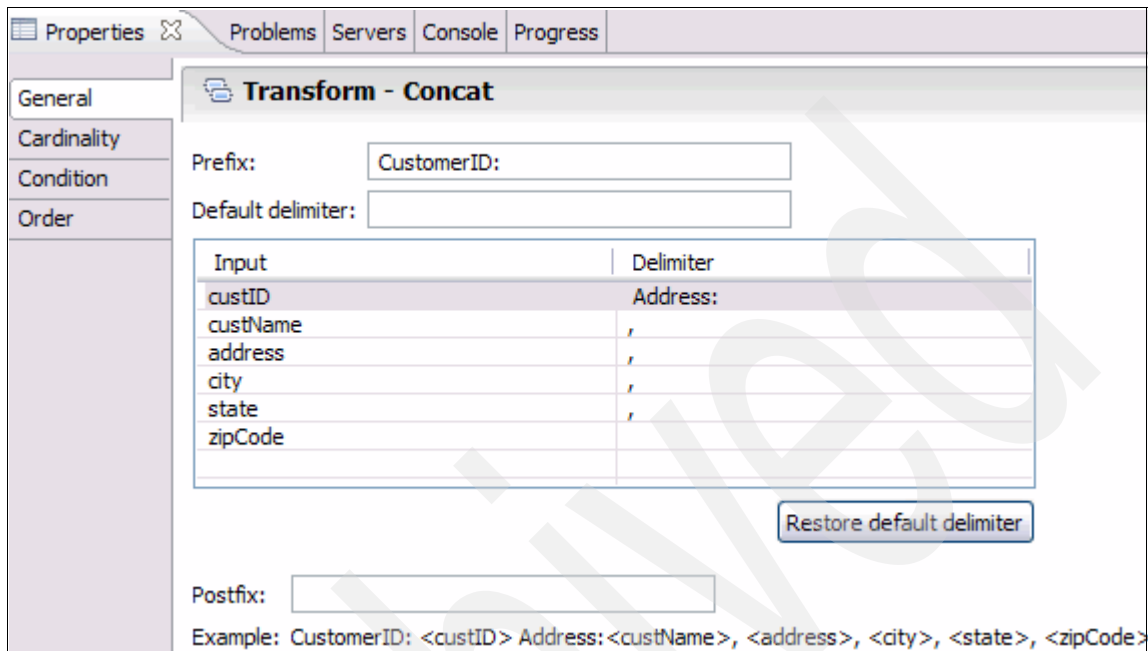 Properties Problems Servers Console Progress
General
Cardinality
Condition
Order
Transform - Concat
Prefix: CustomerID:
Default delimiter:
Input Delimiter
custID Address:
custName ,
address ,
city ,
state ,
zipCode
Restore default delimiter
Postfix:
Example: CustomerID: <custID> Address:<custName>, <address>, <city>, <state>, <zipCode>